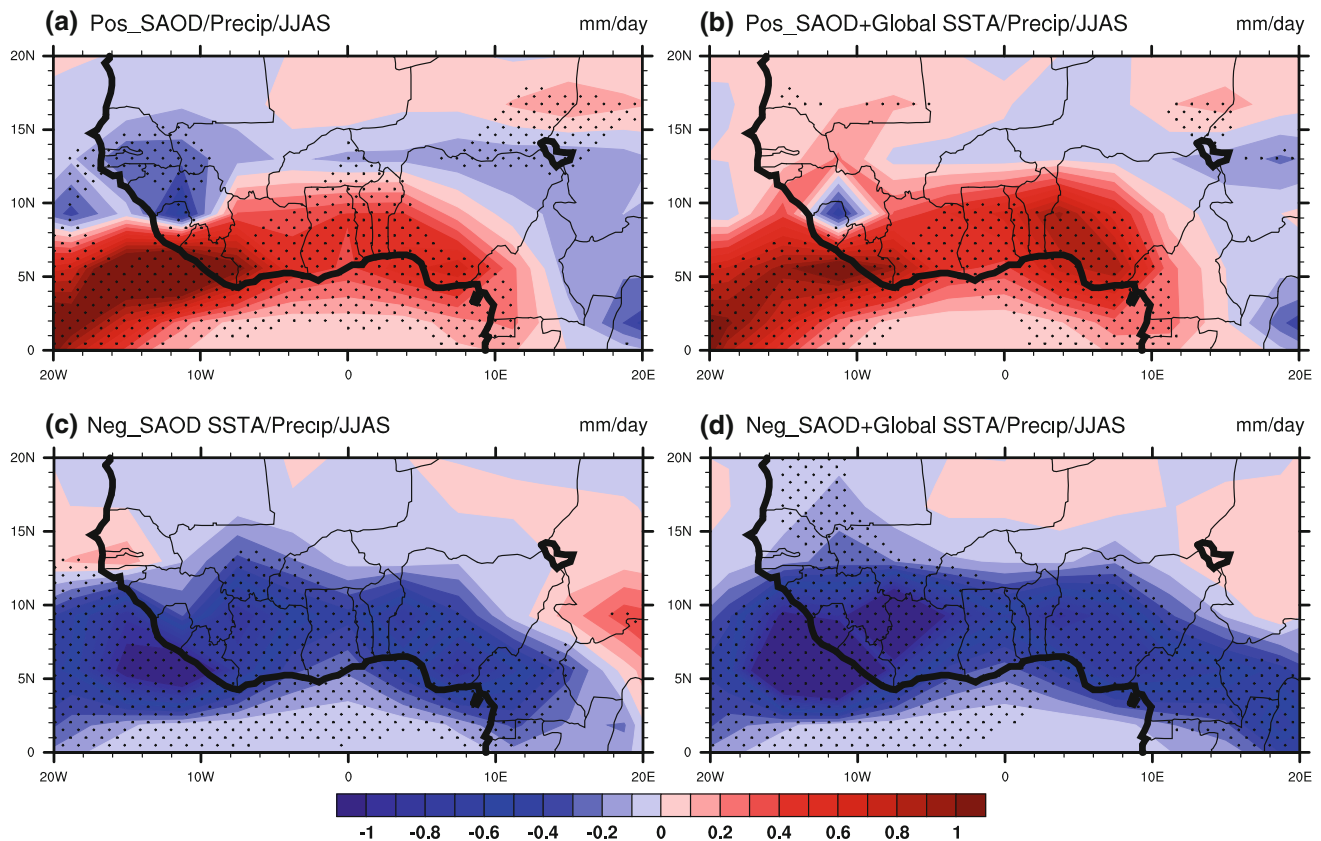 (a) Pos_SAOD/Precip/JJAS mm/day
20N
15N
10N
5N
0
20W 10W 0 10E 20E
(b) Pos_SAOD+Global SSTA/Precip/JJAS mm/day
20N
15N
10N
5N
0
20W 10W 0 10E 20E
(c) Neg_SAOD SSTA/Precip/JJAS mm/day
20N
15N
10N
5N
0
20W 10W 0 10E 20E
(d) Neg_SAOD+Global SSTA/Precip/JJAS mm/day
20N
15N
10N
5N
0
20W 10W 0 10E 20E
-1 -0.8 -0.6 -0.4 -0.2 0 0.2 0.4 0.6 0.8 1